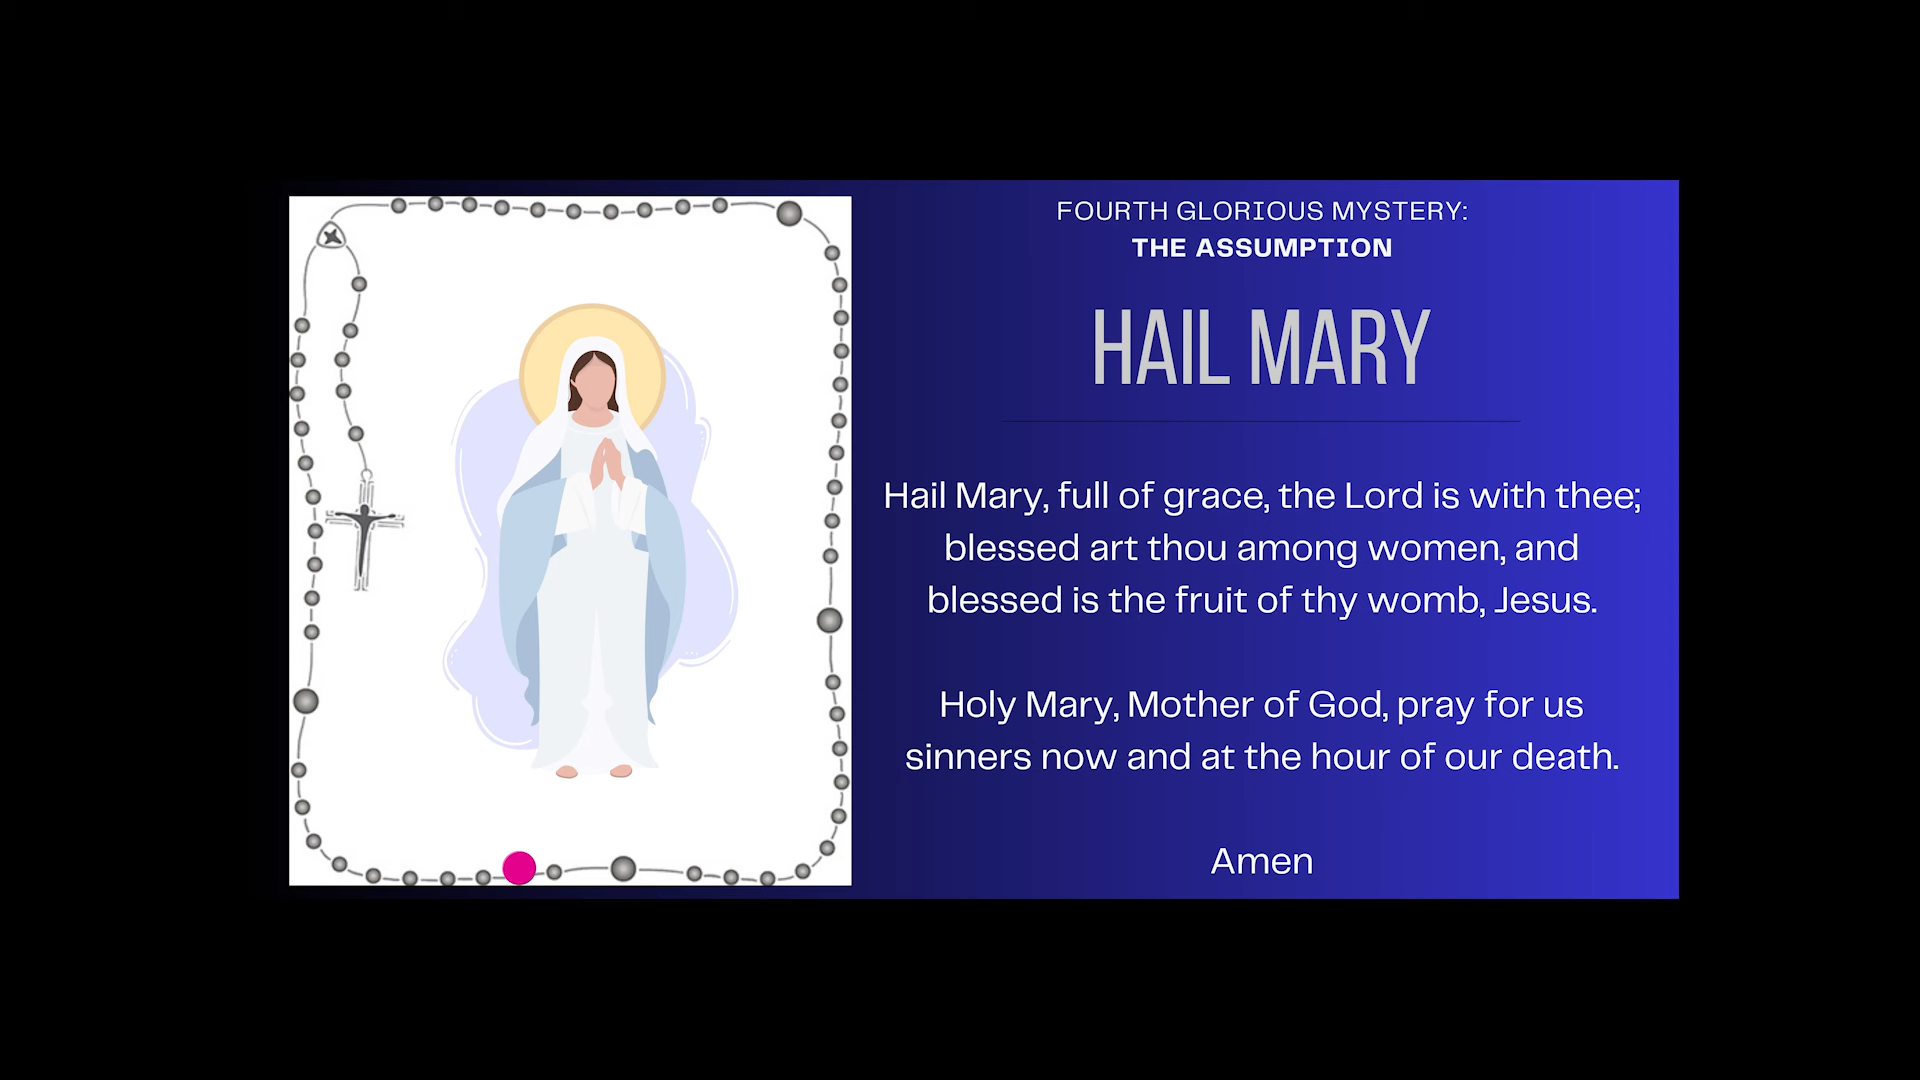 FOURTH GLORIOUS MYSTERY:
THE ASSUMPTION
HAIL MARY
Hail Mary, full of grace, the Lord is with thee;
blessed art thou among women, and
blessed is the fruit of thy womb, Jesus.
Holy Mary, Mother of God, pray for us
sinners now and at the hour of our death.
Amen